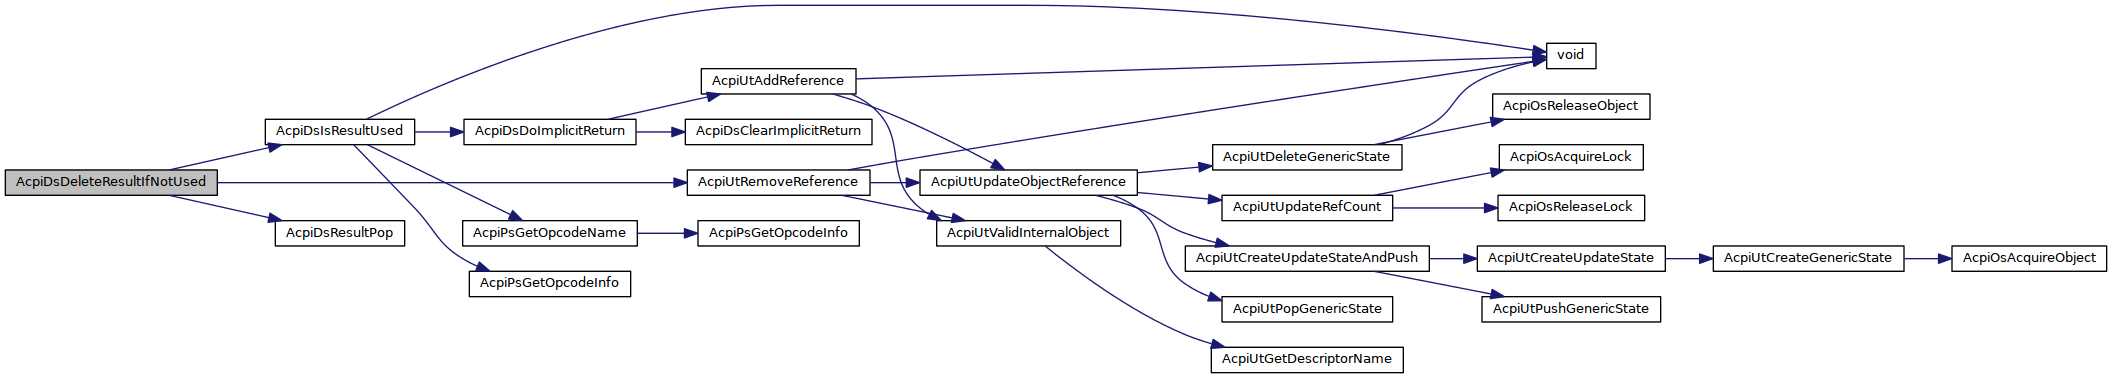 void
AcpiUtAddReference
AcpiOsReleaseObject
AcpiDsIsResultUsed
AcpiDsDoImplicitReturn
AcpiDsClearImplicitReturn
AcpiUtDeleteGenericState
AcpiOsAcquireLock
AcpiDsDeleteResultIfNotUsed
AcpiUtRemoveReference
AcpiUtUpdateObjectReference
AcpiUtUpdateRefCount
AcpiOsReleaseLock
AcpiDsResultPop
AcpiPsGetOpcodeName
AcpiPsGetOpcodeInfo
AcpiUtValidInternalObject
AcpiUtCreateUpdateStateAndPush
AcpiUtCreateUpdateState
AcpiUtCreateGenericState
AcpiOsAcquireObject
AcpiPsGetOpcodeInfo
AcpiUtPopGenericState
AcpiUtPushGenericState
AcpiUtGetDescriptorName